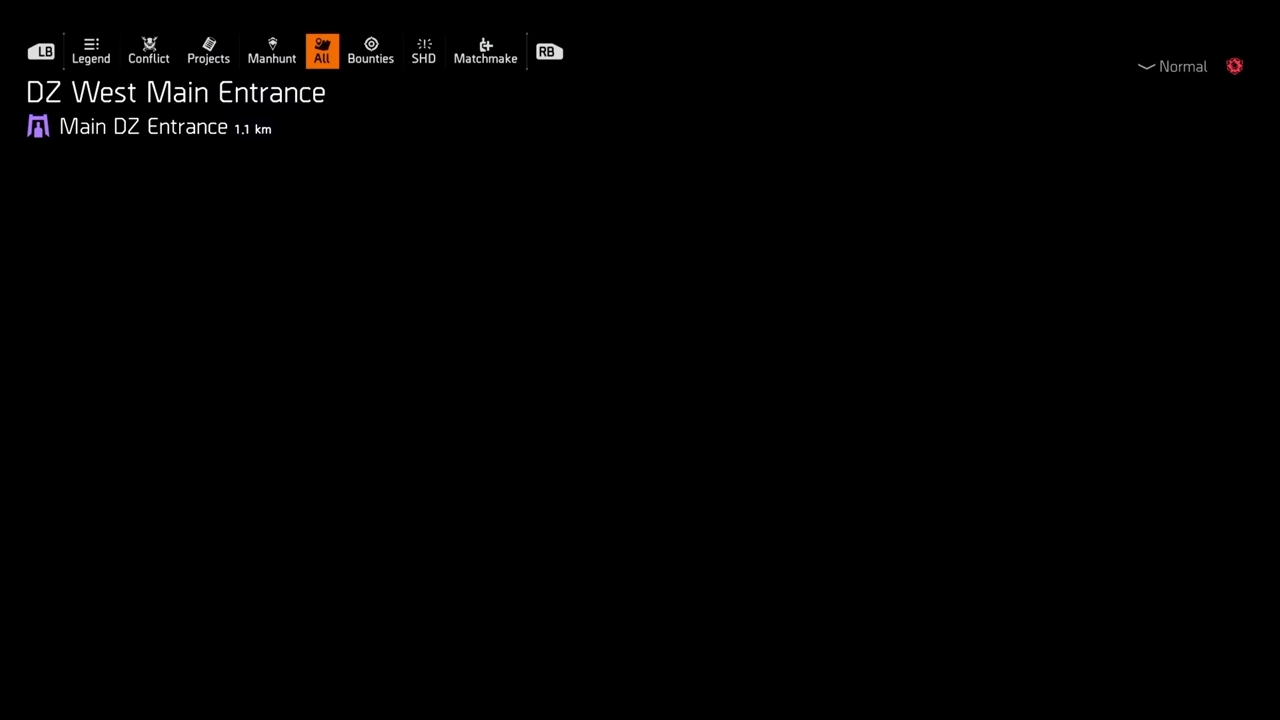 LB Legend Conflict Projects Manhunt All Bounties SHD Matchmake RB
Normal
DZ West Main Entrance
Main DZ Entrance 1.1 km